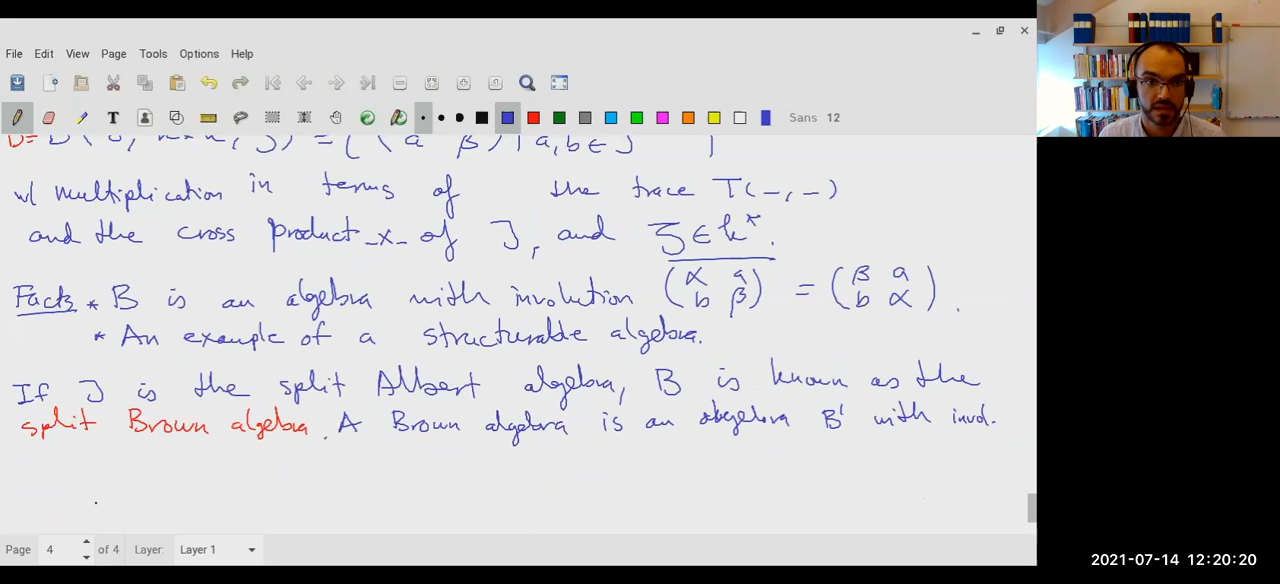 File Edit View Page Tools Options Help
Sans 12
B = B(J, k×k, ζ) = {(a β) | a, b ∈ J}
w/ multiplication in terms of the trace T(-,-)
and the cross product -x- of J, and ζ ∈ k^x.
Facts * B is an algebra with involution \overline{(α a; b β)} = (β a; b α).
* An example of a structurable algebra.
If J is the split Albert algebra, B is known as the
split Brown algebra. A Brown algebra is an algebra B' with invol.
Page 4 of 4 Layer: Layer 1
2021-07-14 12:20:20